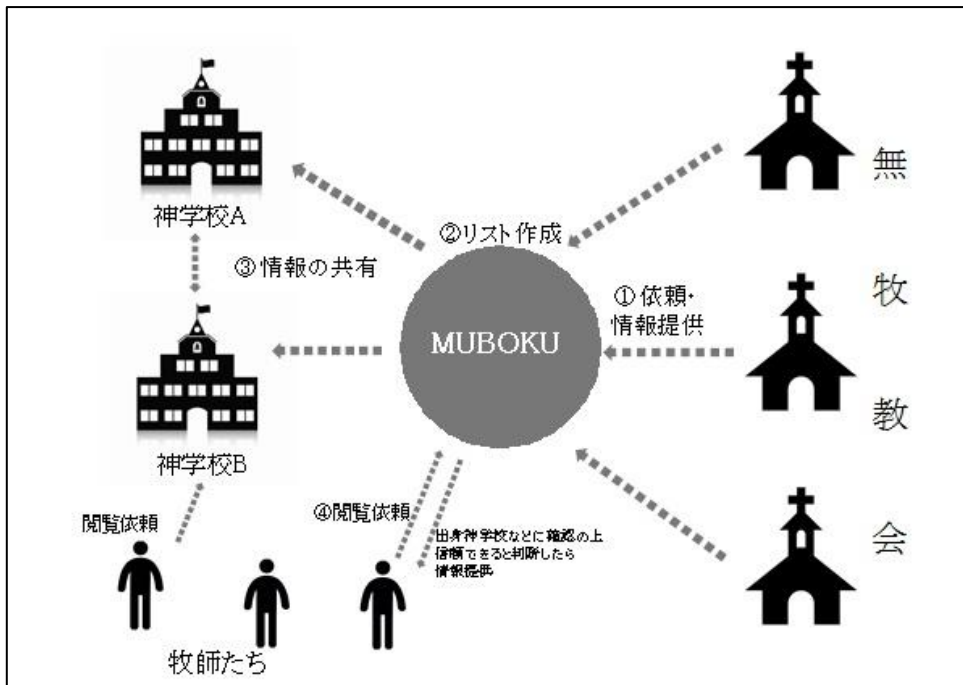 神学校A
②リスト作成
③情報の共有
①依頼・
情報提供
MUBOKU
無
牧
教
会
神学校B
閲覧依頼
④閲覧依頼
出身神学校などに確認の上
信頼できると判断したら
情報提供
牧師たち